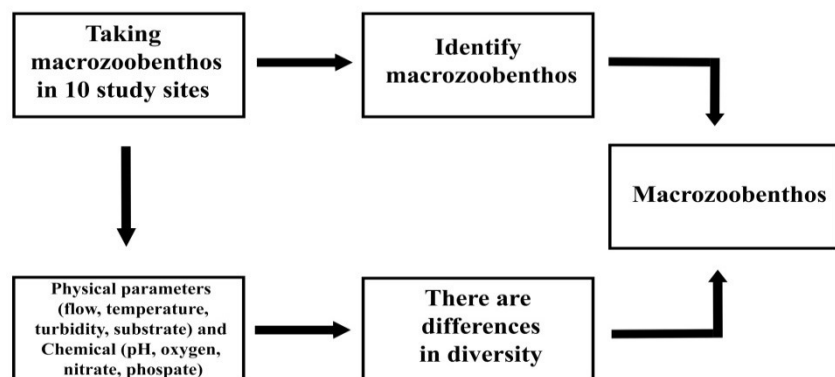 Taking
macrozoobenthos
in 10 study sites
Identify
macrozoobenthos
Macrozoobenthos
Physical parameters
(flow, temperature,
turbidity, substrate) and
Chemical (pH, oxygen,
nitrate, phospate)
There are
differences
in diversity